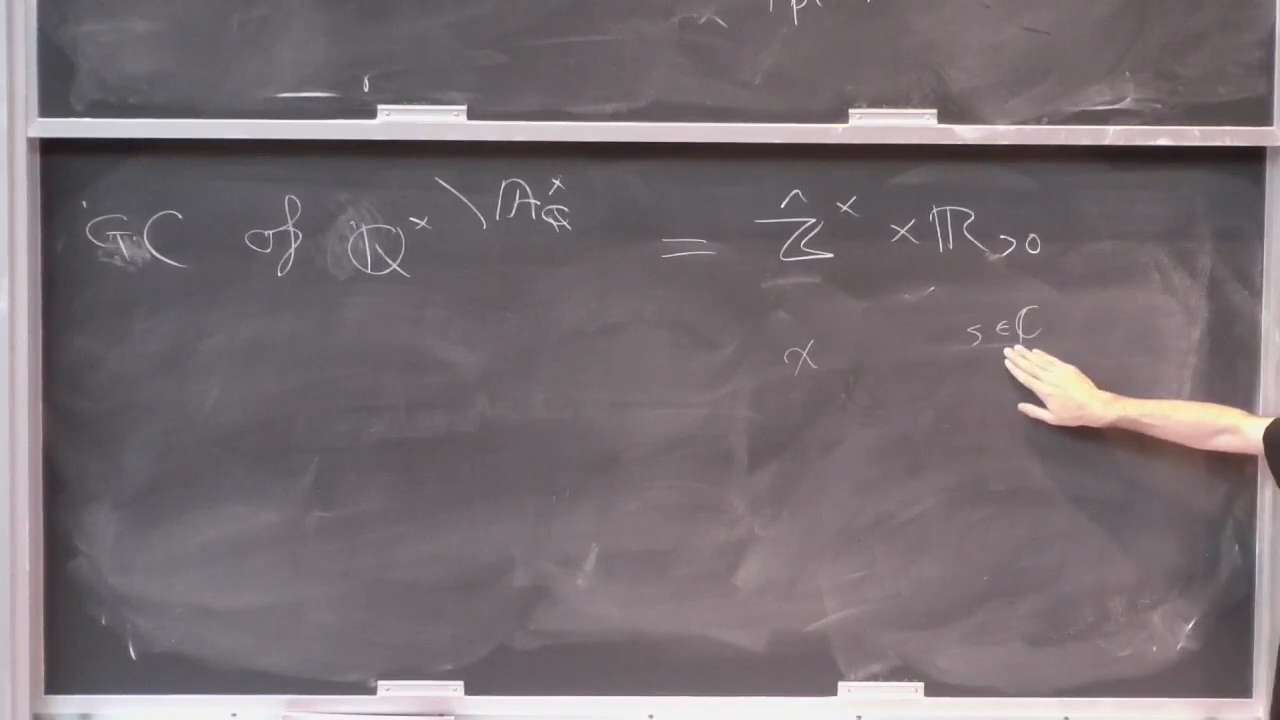 GC of ℚ^× \ 𝔸_ℚ^× = ẑ^× × ℝ_{>0}
χ s ∈ ℂ